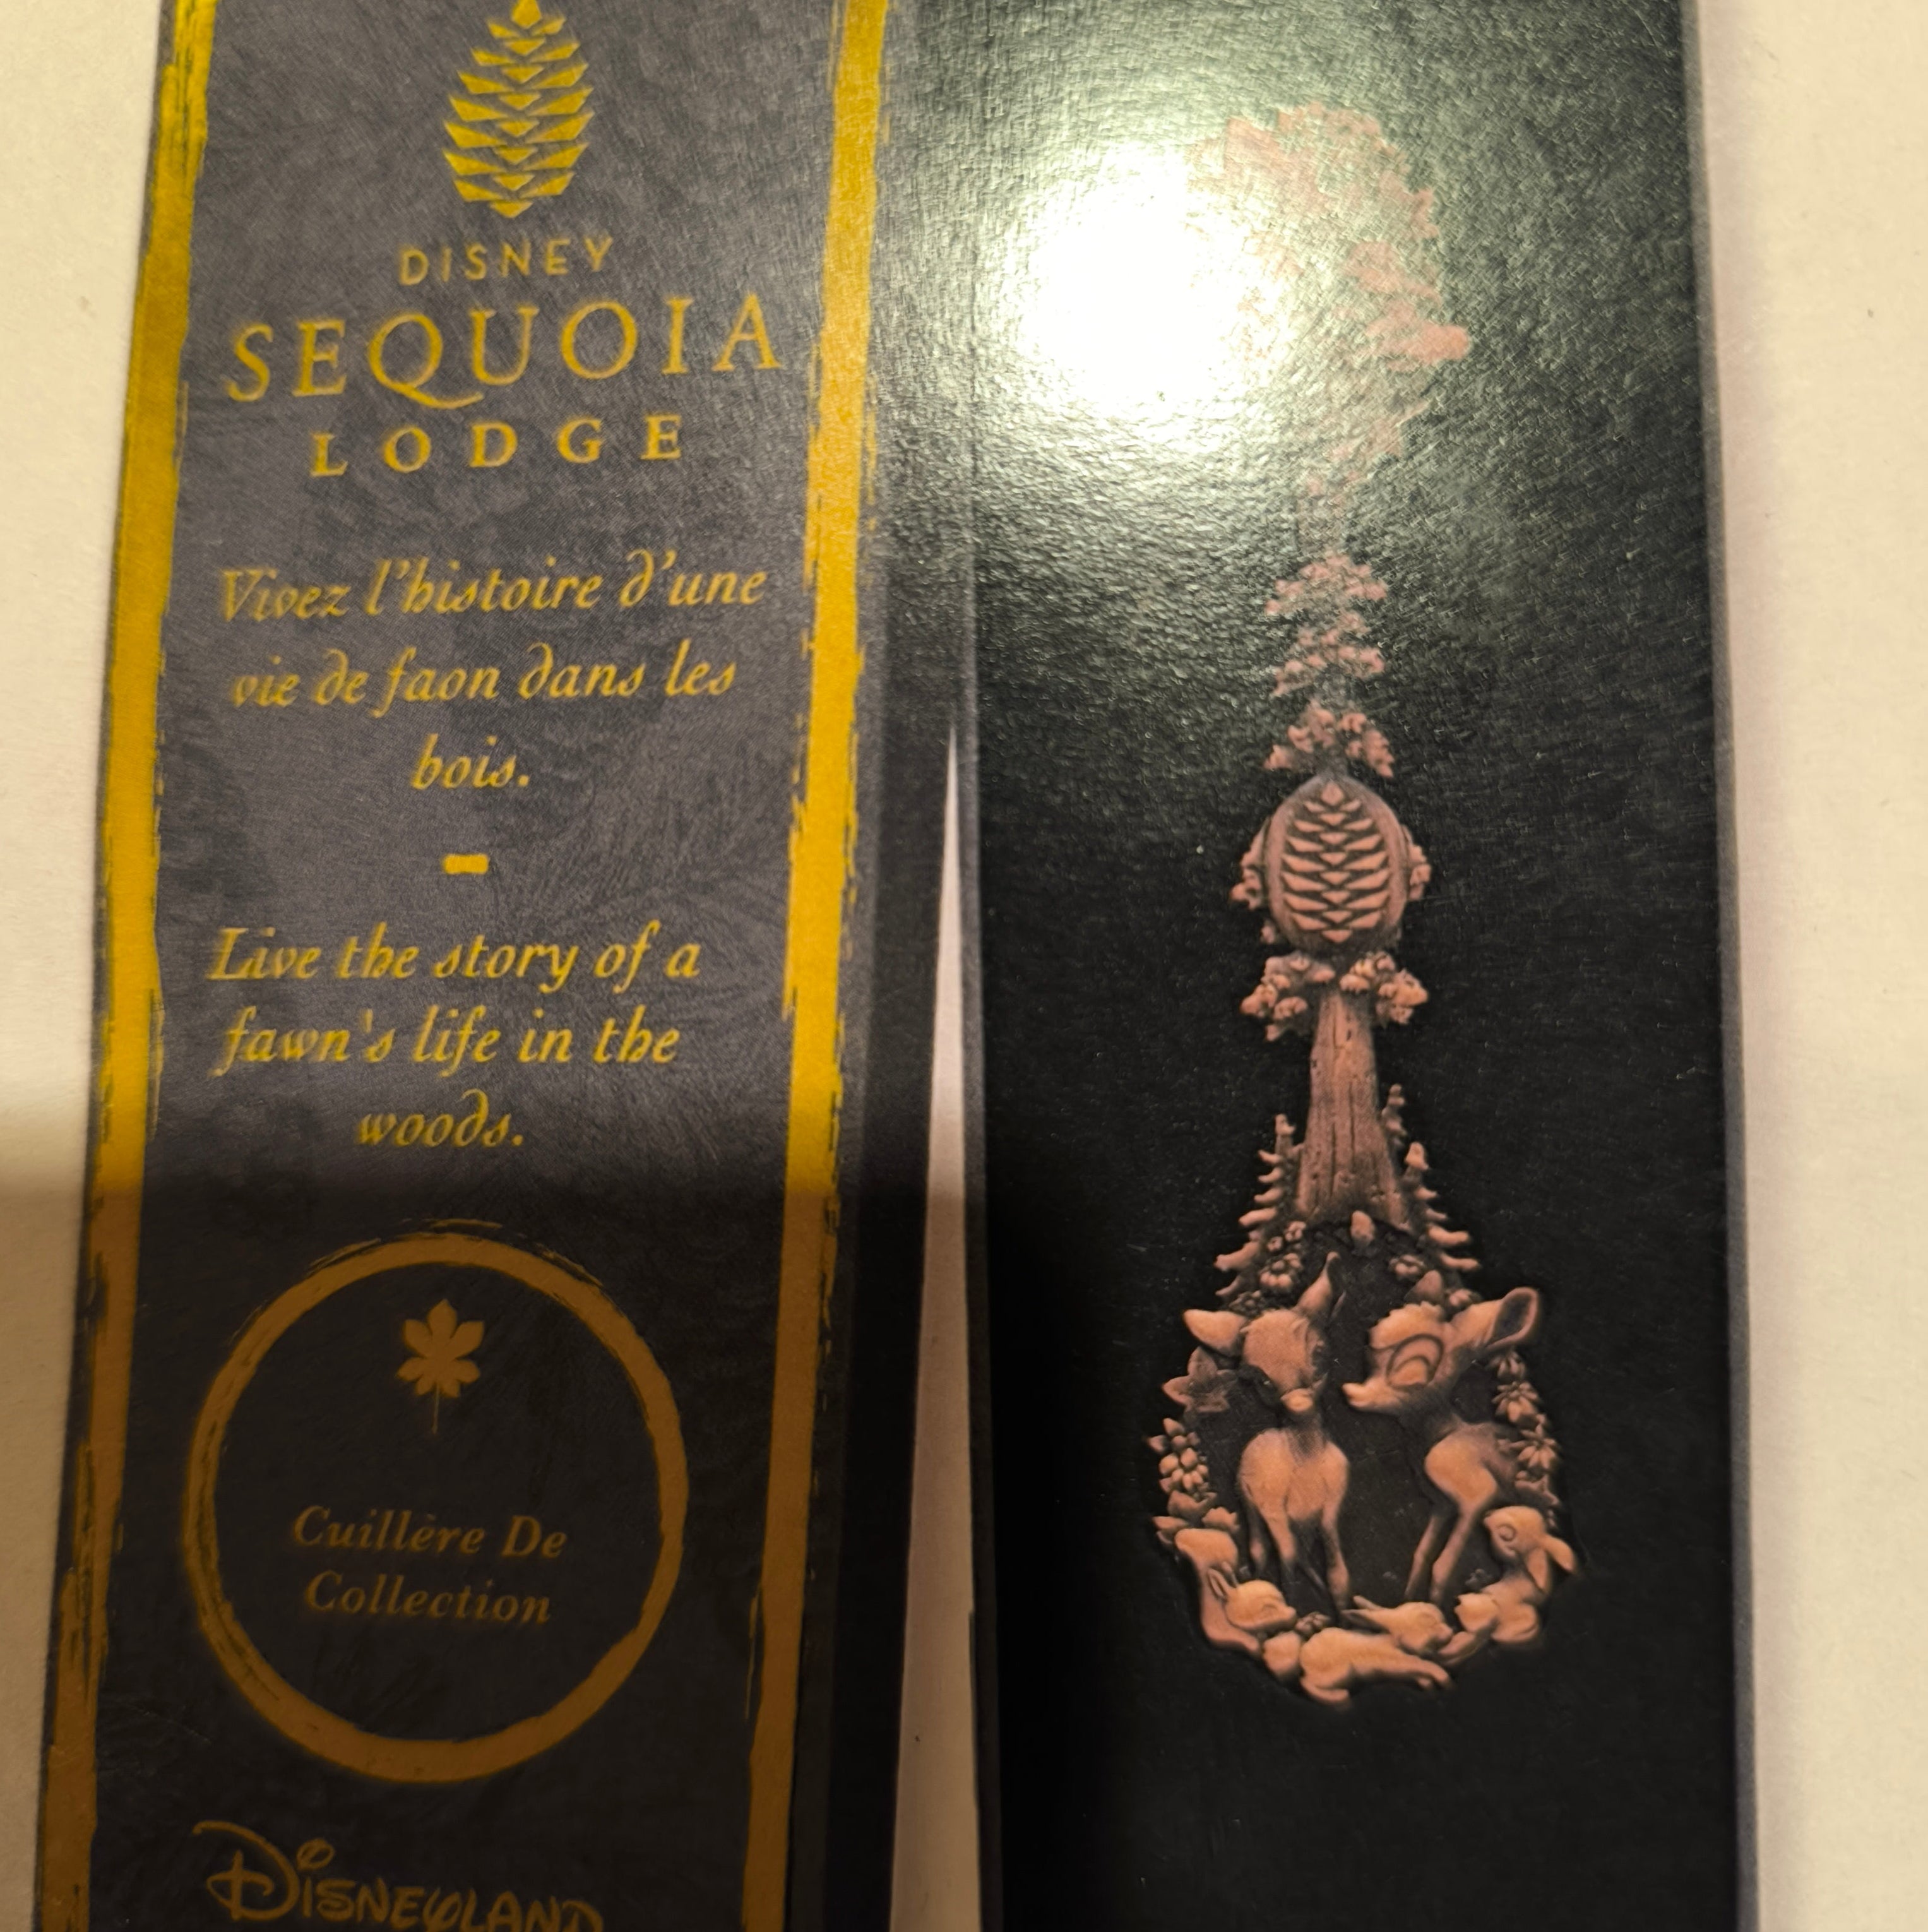 DISNEY
SEQUOIA
LODGE
Vivez l'histoire d'une
vie de faon dans les
bois.
-
Live the story of a
fawn's life in the
woods.
Cuillère De
Collection
DISNEYLAND